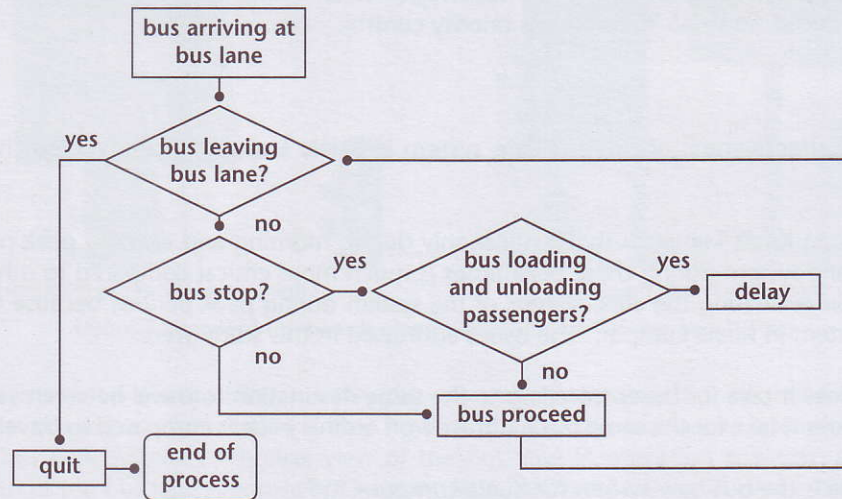 bus arriving at
bus lane
yes
bus leaving
bus lane?
no
bus stop?
yes
bus loading
and unloading
passengers?
yes
delay
no
no
bus proceed
quit
end of
process